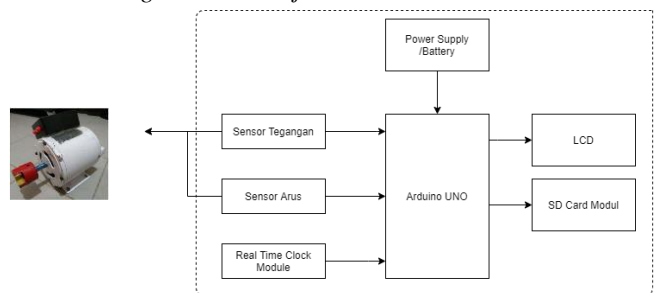 Power Supply
/Battery
Sensor Tegangan
LCD
Sensor Arus
Arduino UNO
SD Card Modul
Real Time Clock
Module